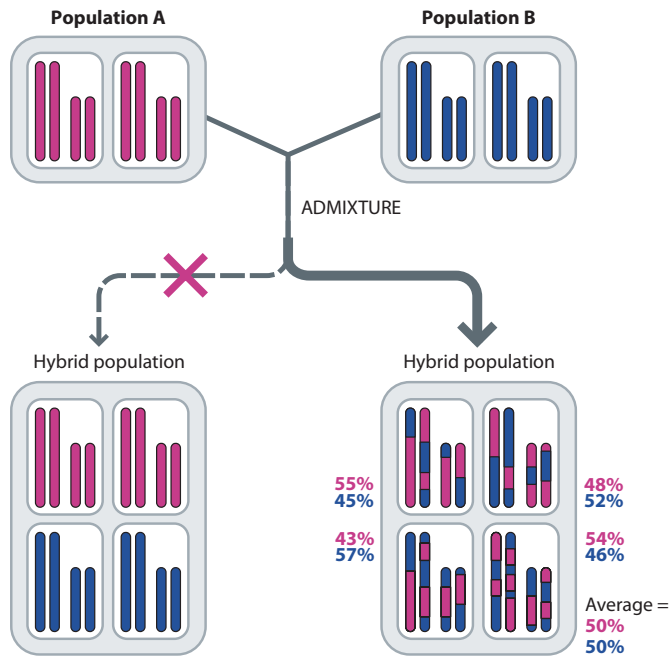 Population A
Population B
ADMIXTURE
Hybrid population
Hybrid population
55%
45%
48%
52%
43%
57%
54%
46%
Average =
50%
50%